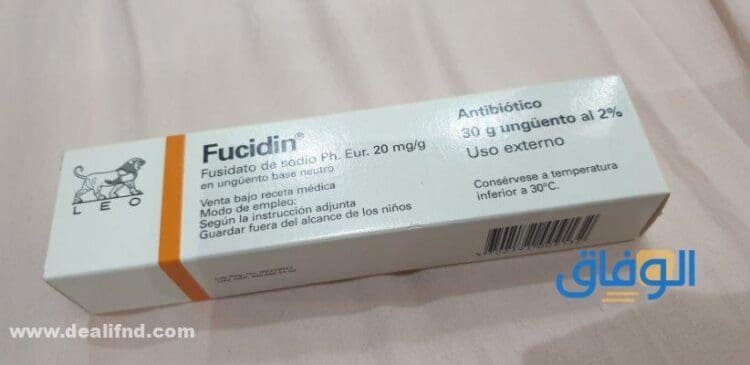 LEO
Fucidin®
Fusidato de sodio Ph. Eur. 20 mg/g
en ungüento base neutro
Venta bajo receta médica
Modo de empleo:
Según la instrucción adjunta
Guardar fuera del alcance de los niños
Antibiótico
30 g ungüento al 2%
Uso externo
Consérvese a temperatura
inferior a 30°C.
الوفاق
www.dealifnd.com